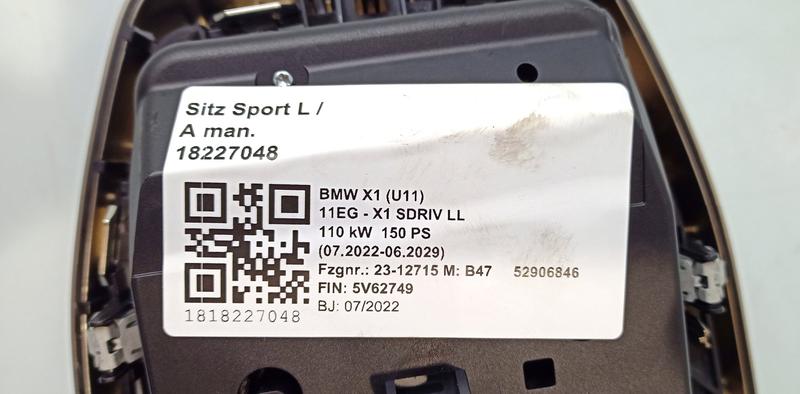 Sitz Sport L /
A man.
18227048
BMW X1 (U11)
11EG - X1 SDRIV LL
110 kW 150 PS
(07.2022-06.2029)
Fzgnr.: 23-12715 M: B47 52906846
FIN: 5V62749
BJ: 07/2022
1818227048